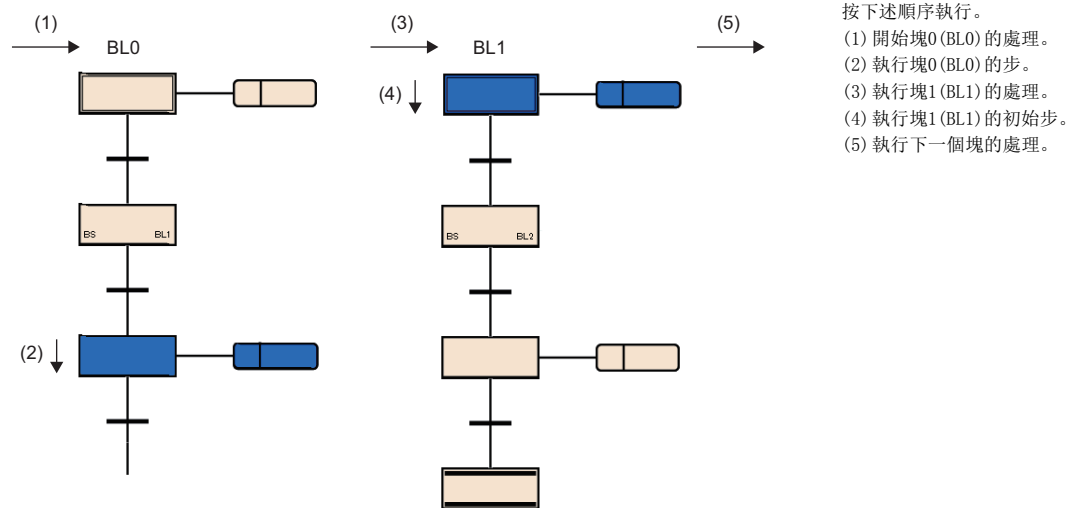 (1)
BL0
(3)
BL1
(5)
(4)
BS BL1
BS BL2
(2)
按下述順序執行。
(1)開始塊0(BL0)的處理。
(2)執行塊0(BL0)的步。
(3)執行塊1(BL1)的處理。
(4)執行塊1(BL1)的初始步。
(5)執行下一個塊的處理。